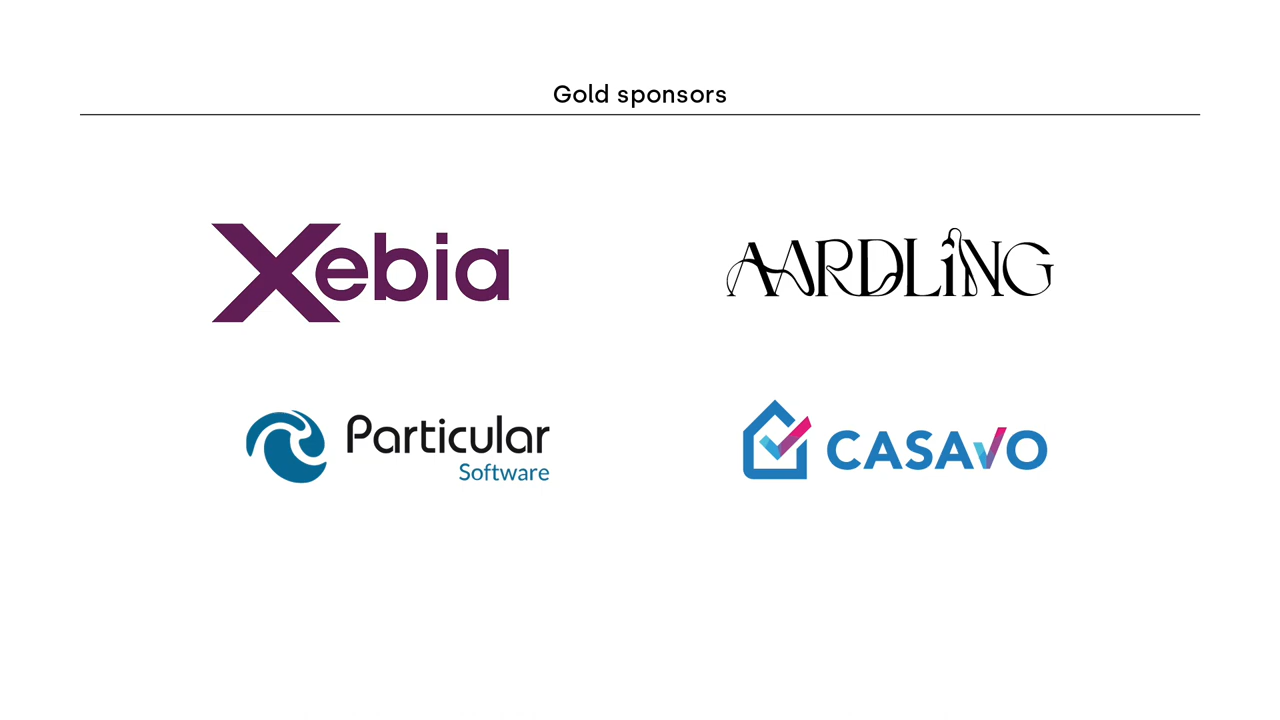 Gold sponsors
Xebia
AARDLiNG
Particular
Software
CASAVO